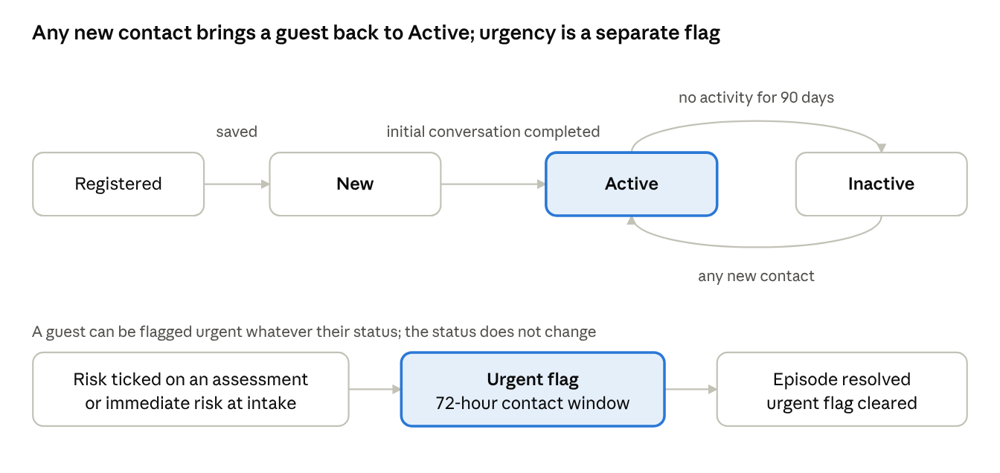 Any new contact brings a guest back to Active; urgency is a separate flag
no activity for 90 days
saved
initial conversation completed
Registered
New
Active
Inactive
any new contact
A guest can be flagged urgent whatever their status; the status does not change
Risk ticked on an assessment
or immediate risk at intake
Urgent flag
72-hour contact window
Episode resolved
urgent flag cleared